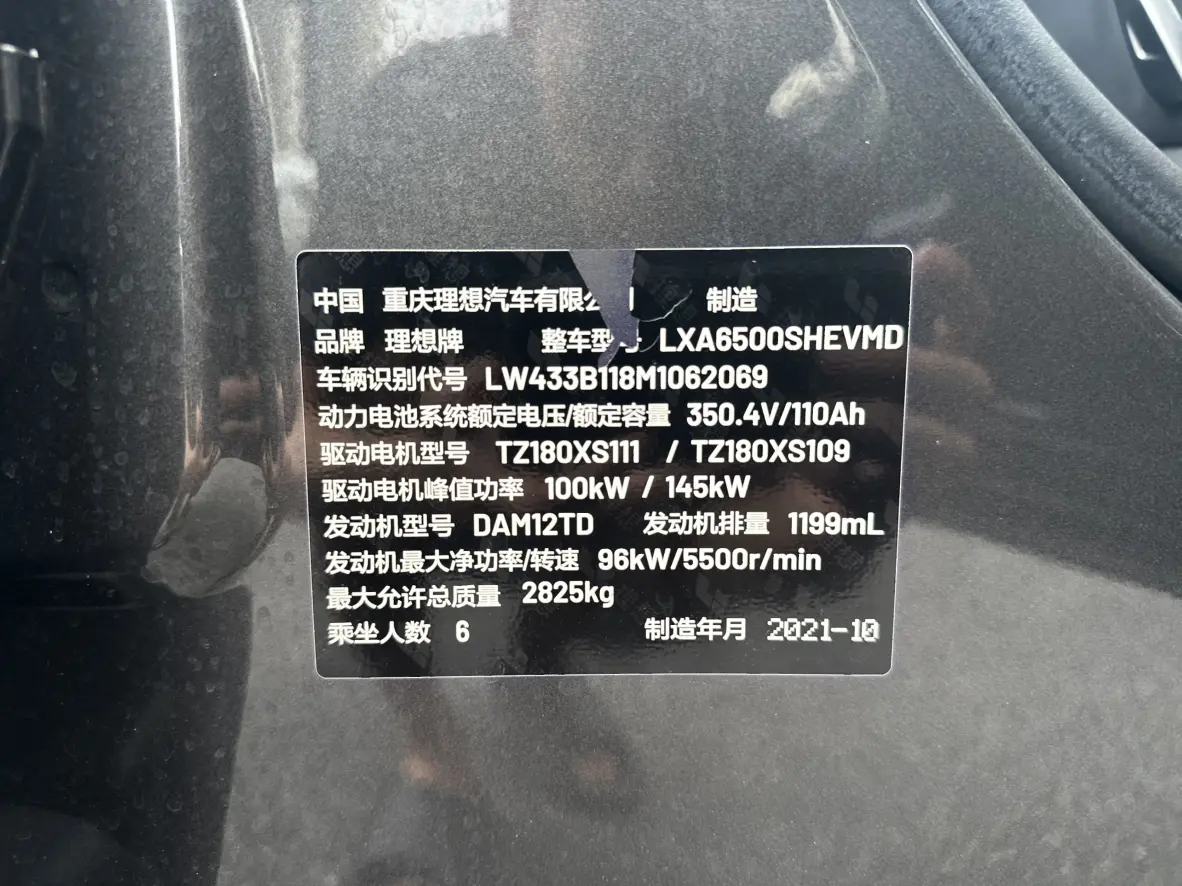 中国 重庆理想汽车有限公司 制造
品牌 理想牌 整车型号 LXA6500SHEVMD
车辆识别代号 LW433B118M1062069
动力电池系统额定电压/额定容量 350.4V/110Ah
驱动电机型号 TZ180XS111 / TZ180XS109
驱动电机峰值功率 100kW / 145kW
发动机型号 DAM12TD 发动机排量 1199mL
发动机最大净功率/转速 96kW/5500r/min
最大允许总质量 2825kg
乘坐人数 6 制造年月 2021-10